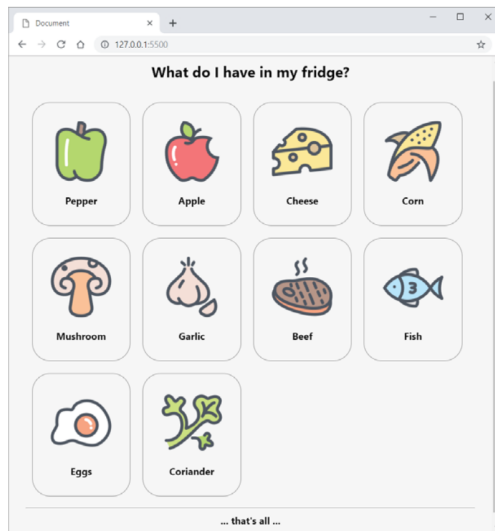 Document
127.0.0.1:5500
What do I have in my fridge?
Pepper
Apple
Cheese
Corn
Mushroom
Garlic
Beef
Fish
Eggs
Coriander
... that's all ...